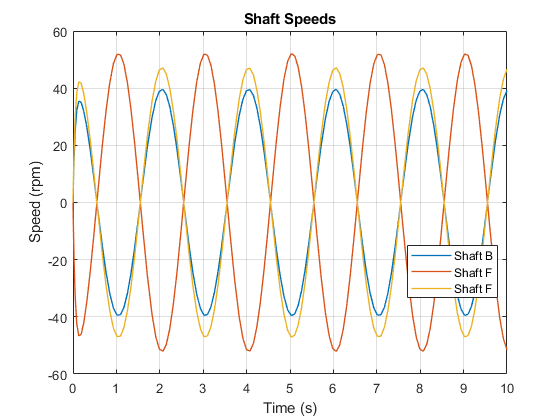 Shaft Speeds
60
40
20
0
-20
-40
-60
Speed (rpm)
Shaft B
Shaft F
Shaft F
0 1 2 3 4 5 6 7 8 9 10
Time (s)